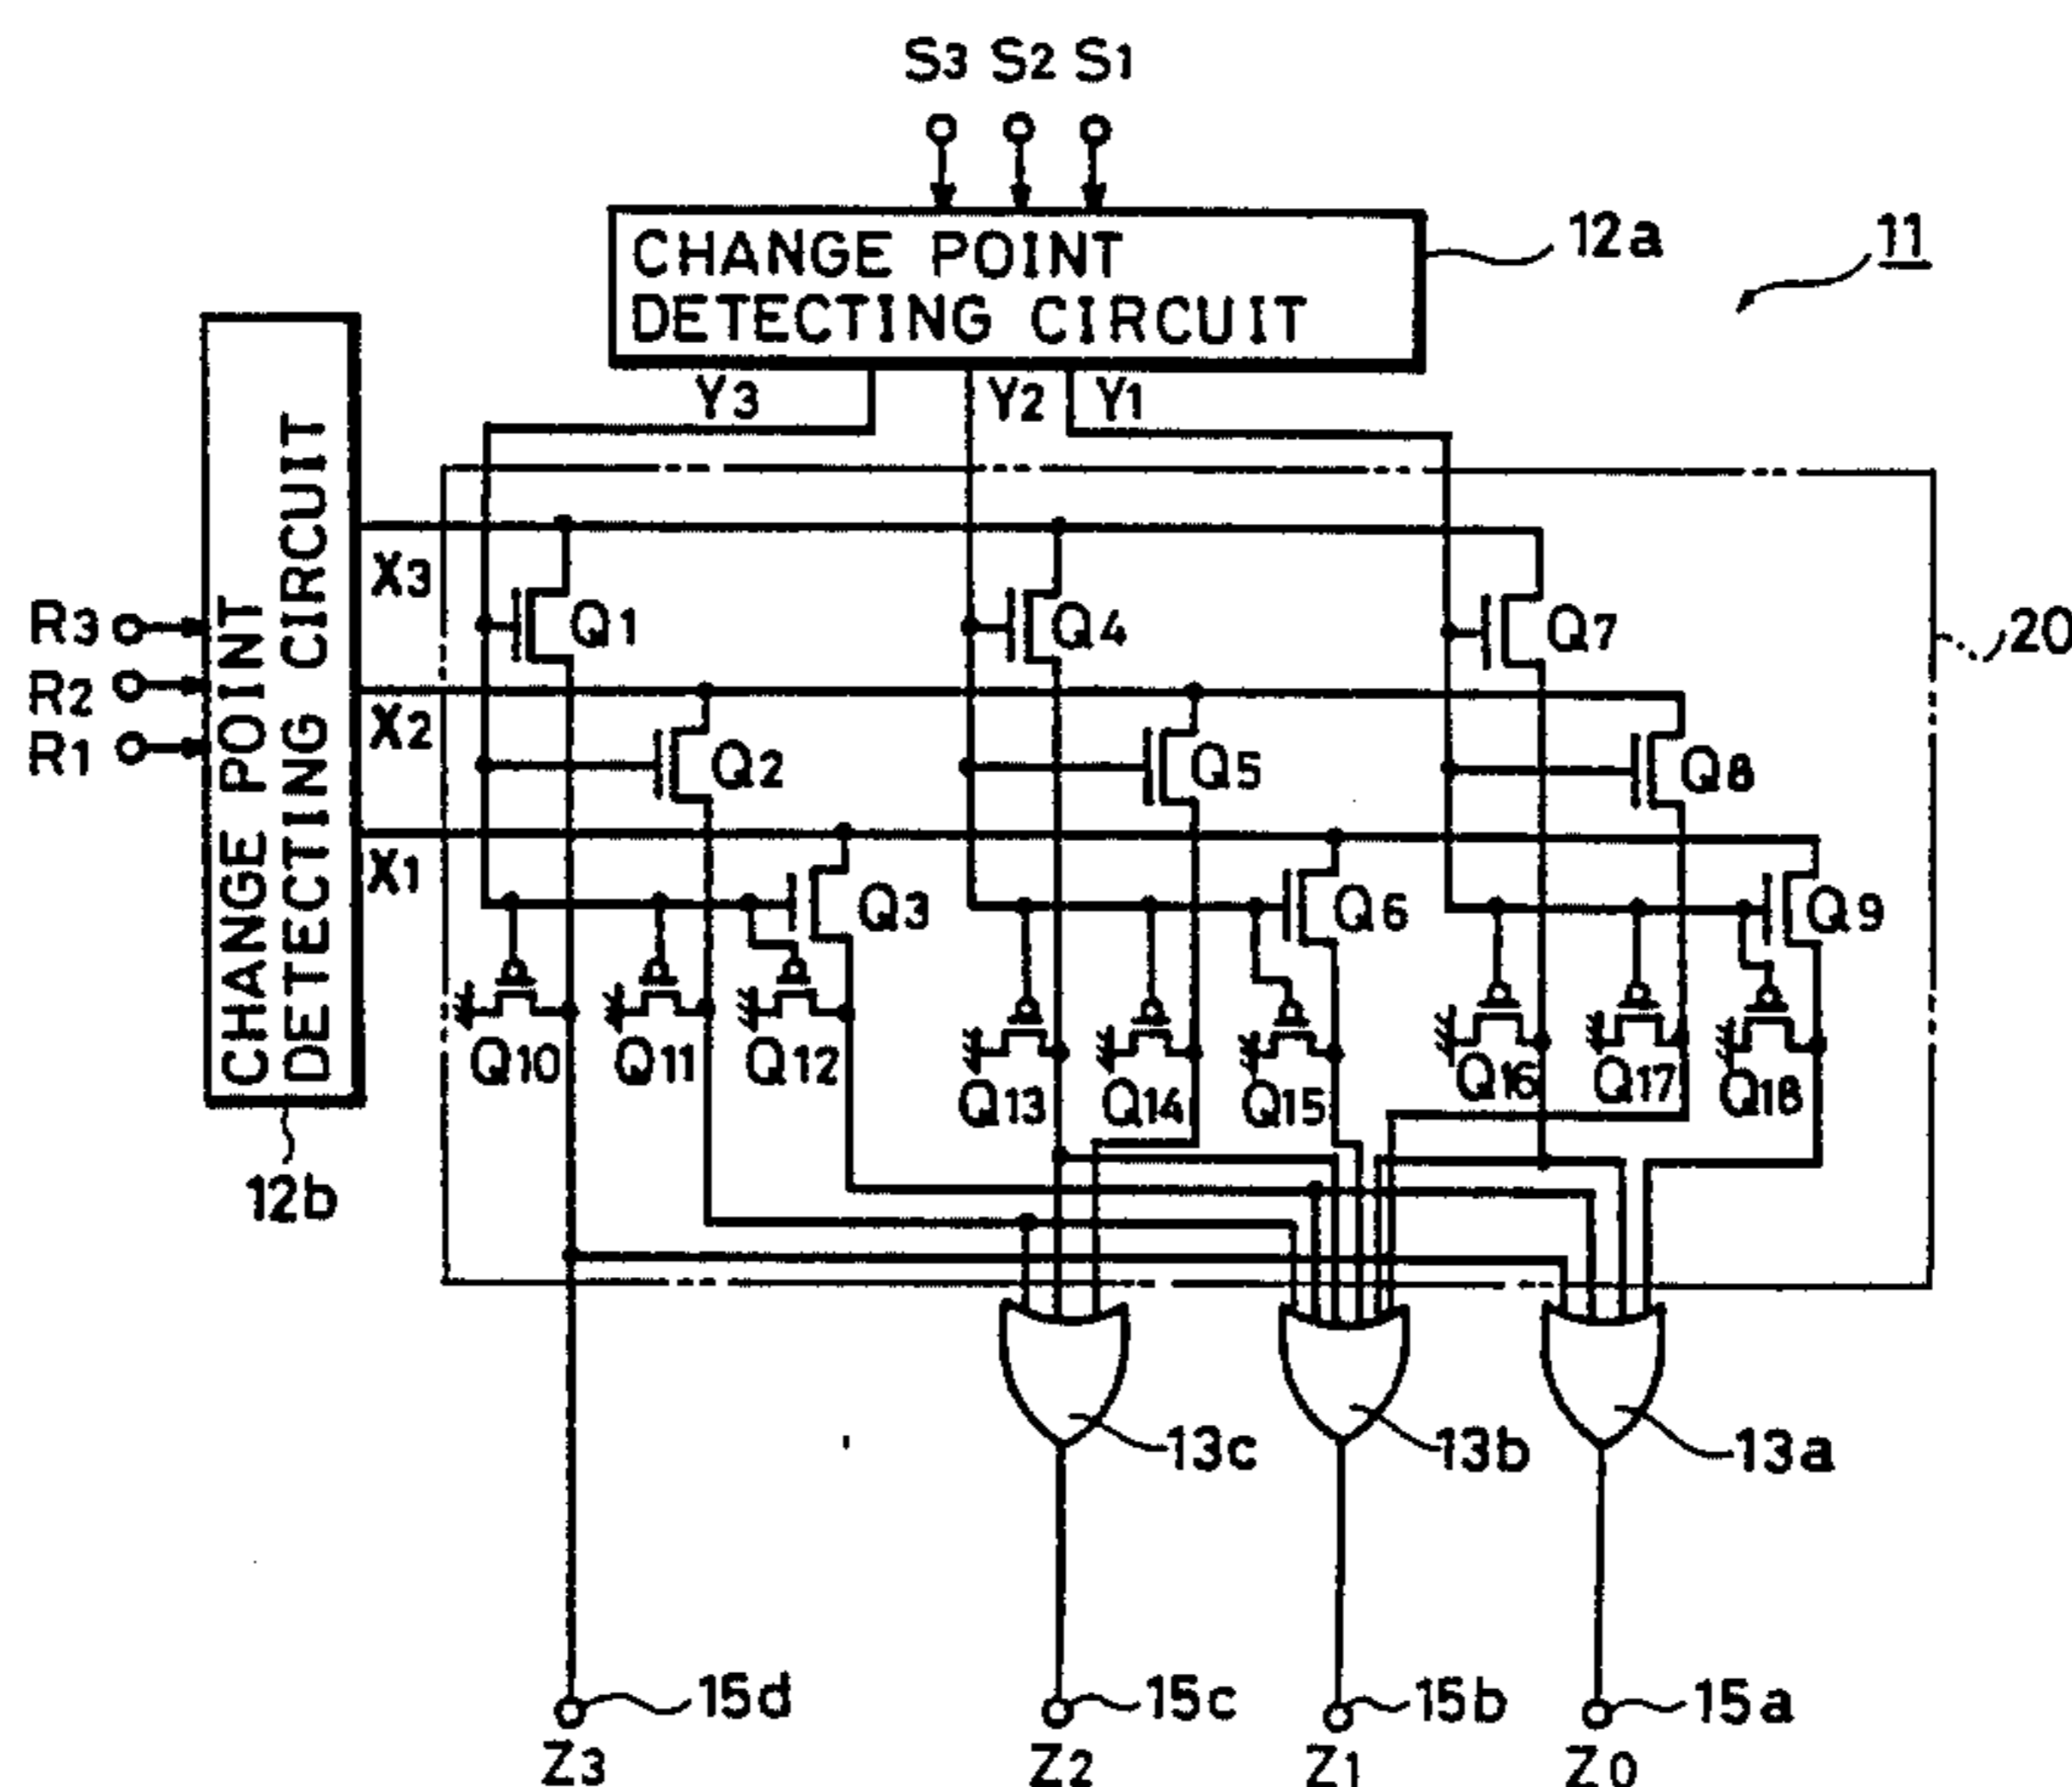 S3 S2 S1
CHANGE POINT
DETECTING CIRCUIT
12a
11
Y3
Y2
Y1
CHANGE POINT
DETECTING CIRCUIT
X3
Q1
Q4
Q7
20
R3
R2
R1
X2
Q2
Q5
Q8
X1
Q3
Q6
Q9
Q10
Q11
Q12
Q13
Q14
Q15
Q16
Q17
Q18
12b
13c
13b
13a
15d
15c
15b
15a
Z3
Z2
Z1
Z0